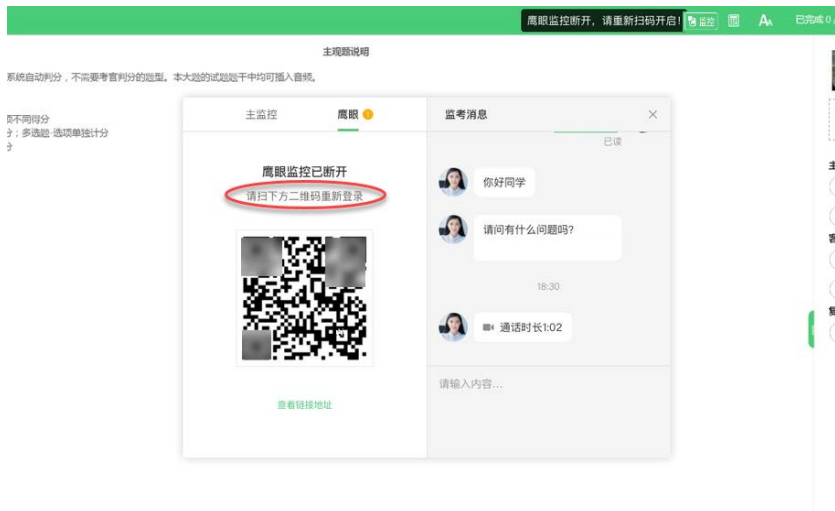 鹰眼监控断开，请重新扫码开启！
监控
AA
已完成 0 /
主观题说明
系统自动判分，不需要考官判分的题型。本大题的试题题干中均可插入音频。
项不同得分
分；多选题-选项单独计分
分
主监控
鹰眼
监考消息
已读
鹰眼监控已断开
请扫下方二维码重新登录
你好同学
请问有什么问题吗？
18:30
通话时长1:02
请输入内容...
查看链接地址
主
客